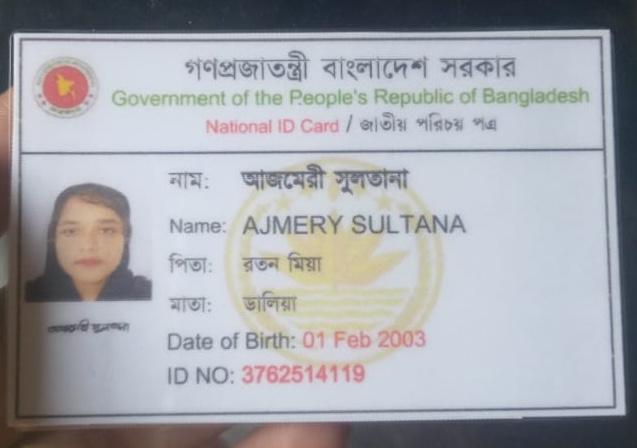 গণপ্রজাতন্ত্রী বাংলাদেশ সরকার
Government of the People's Republic of Bangladesh
National ID Card / জাতীয় পরিচয় পত্র
নাম: আজমেরী সুলতানা
Name: AJMERY SULTANA
পিতা: রতন মিয়া
মাতা: ডালিয়া
Date of Birth: 01 Feb 2003
ID NO: 3762514119